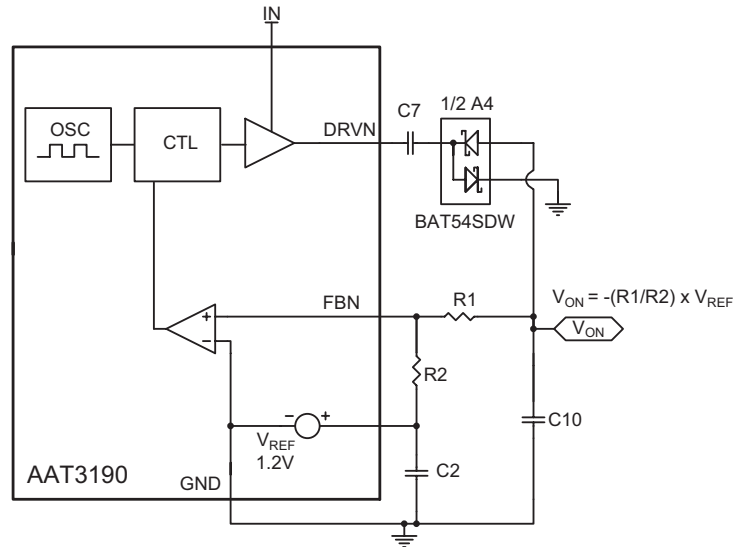 IN
OSC
CTL
DRVN
C7
1/2 A4
BAT54SDW
FBN
R1
V_ON = -(R1/R2) x V_REF
V_ON
+
−
R2
− +
V_REF
1.2V
C10
C2
AAT3190
GND